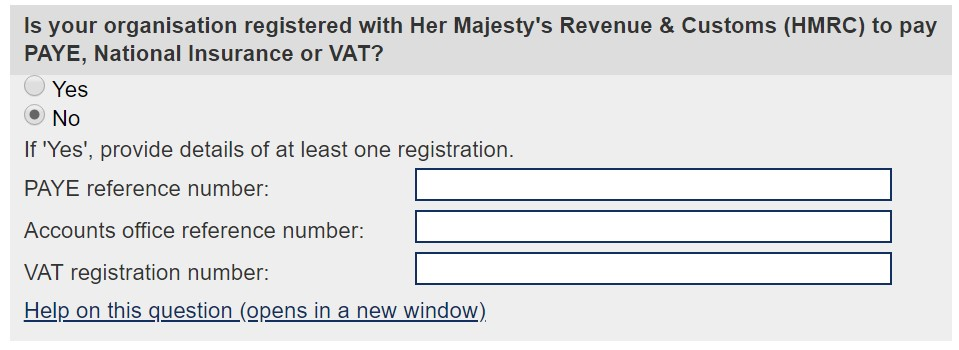 Is your organisation registered with Her Majesty's Revenue & Customs (HMRC) to pay
PAYE, National Insurance or VAT?
Yes
No
If 'Yes', provide details of at least one registration.
PAYE reference number:
Accounts office reference number:
VAT registration number:
Help on this question (opens in a new window)